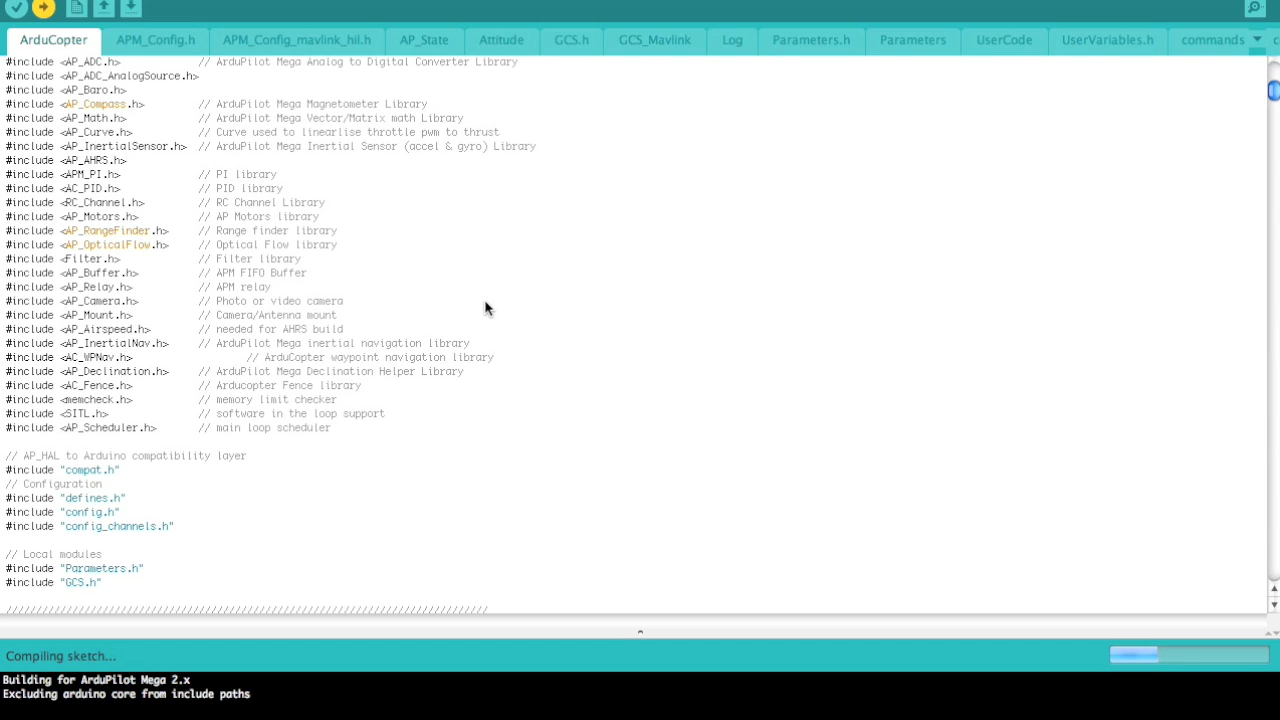 ArduCopter APM_Config.h APM_Config_mavlink_hil.h AP_State Attitude GCS.h GCS_Mavlink Log Parameters.h Parameters UserCode UserVariables.h commands
#include <AP_ADC.h> // ArduPilot Mega Analog to Digital Converter Library
#include <AP_ADC_AnalogSource.h>
#include <AP_Baro.h>
#include <AP_Compass.h> // ArduPilot Mega Magnetometer Library
#include <AP_Math.h> // ArduPilot Mega Vector/Matrix math Library
#include <AP_Curve.h> // Curve used to linearlise throttle pwm to thrust
#include <AP_InertialSensor.h> // ArduPilot Mega Inertial Sensor (accel & gyro) Library
#include <AP_AHRS.h>
#include <APM_PI.h> // PI library
#include <AC_PID.h> // PID library
#include <RC_Channel.h> // RC Channel Library
#include <AP_Motors.h> // AP Motors library
#include <AP_RangeFinder.h> // Range finder library
#include <AP_OpticalFlow.h> // Optical Flow library
#include <Filter.h> // Filter library
#include <AP_Buffer.h> // APM FIFO Buffer
#include <AP_Relay.h> // APM relay
#include <AP_Camera.h> // Photo or video camera
#include <AP_Mount.h> // Camera/Antenna mount
#include <AP_Airspeed.h> // needed for AHRS build
#include <AP_InertialNav.h> // ArduPilot Mega inertial navigation library
#include <AC_WPNav.h> // ArduCopter waypoint navigation library
#include <AP_Declination.h> // ArduPilot Mega Declination Helper Library
#include <AC_Fence.h> // Arducopter Fence library
#include <memcheck.h> // memory limit checker
#include <SITL.h> // software in the loop support
#include <AP_Scheduler.h> // main loop scheduler
// AP_HAL to Arduino compatibility layer
#include "compat.h"
// Configuration
#include "defines.h"
#include "config.h"
#include "config_channels.h"
// Local modules
#include "Parameters.h"
#include "GCS.h"
////////////////////////////////////////////////////////////////////////////////
Compiling sketch...
Building for ArduPilot Mega 2.x
Excluding arduino core from include paths